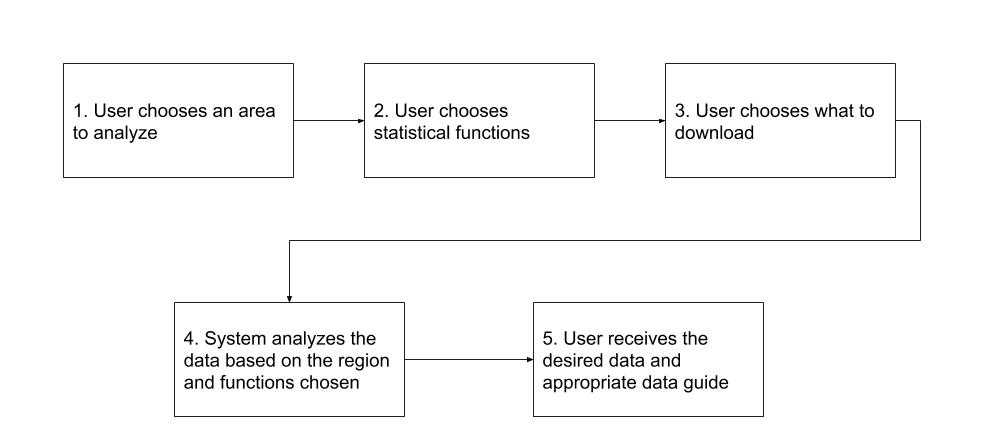 1. User chooses an area
to analyze
2. User chooses
statistical functions
3. User chooses what to
download
4. System analyzes the
data based on the region
and functions chosen
5. User receives the
desired data and
appropriate data guide